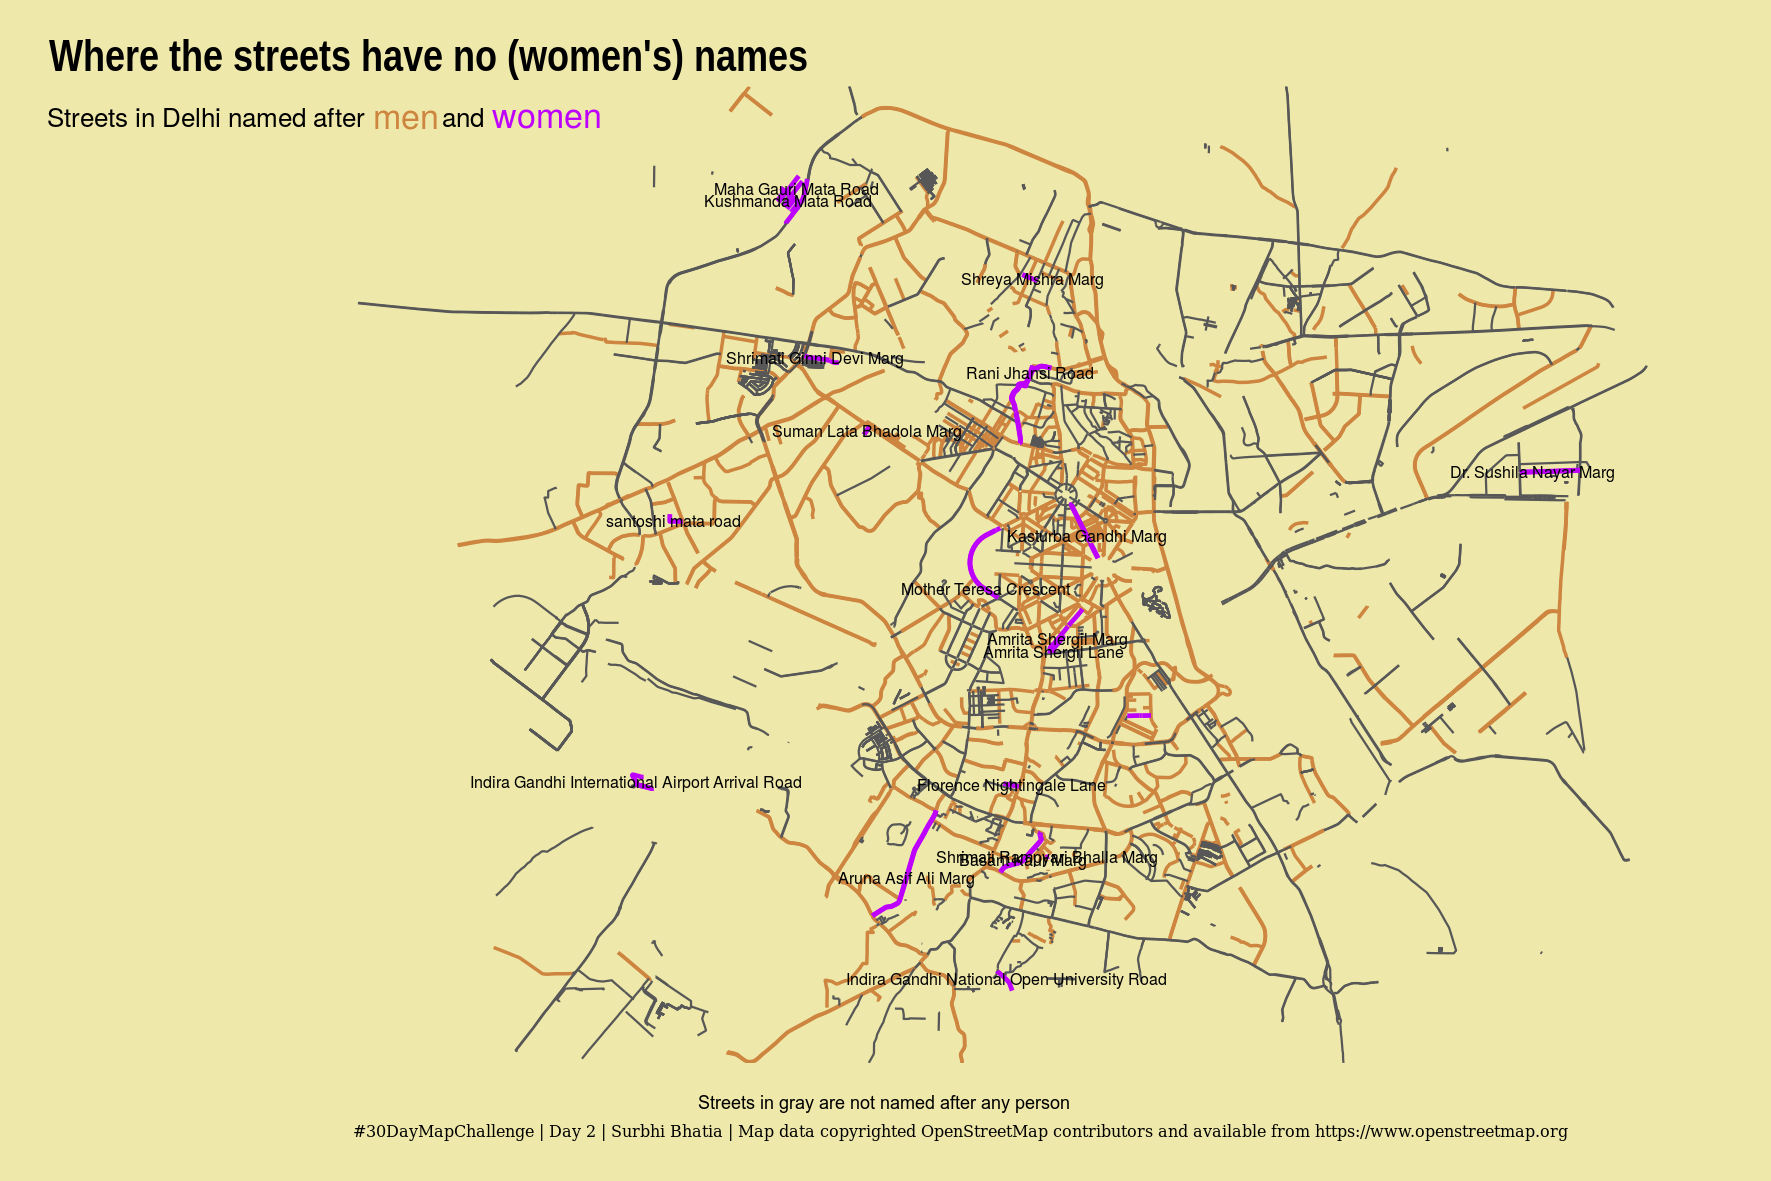 Where the streets have no (women's) names
Streets in Delhi named after men and women
Maha Gauri Mata Road
Kushmanda Mata Road
Shreya Mishra Marg
Shrimati Ginni Devi Marg
Rani Jhansi Road
Suman Lata Bhadola Marg
Dr. Sushila Nayar Marg
santoshi mata road
Kasturba Gandhi Marg
Mother Teresa Crescent
Amrita Shergil Marg
Amrita Shergil Lane
Indira Gandhi International Airport Arrival Road
Florence Nightingale Lane
Shrimati Rampyari Bhalla Marg
Basant Kaur Marg
Aruna Asif Ali Marg
Indira Gandhi National Open University Road
Streets in gray are not named after any person
#30DayMapChallenge | Day 2 | Surbhi Bhatia | Map data copyrighted OpenStreetMap contributors and available from https://www.openstreetmap.org